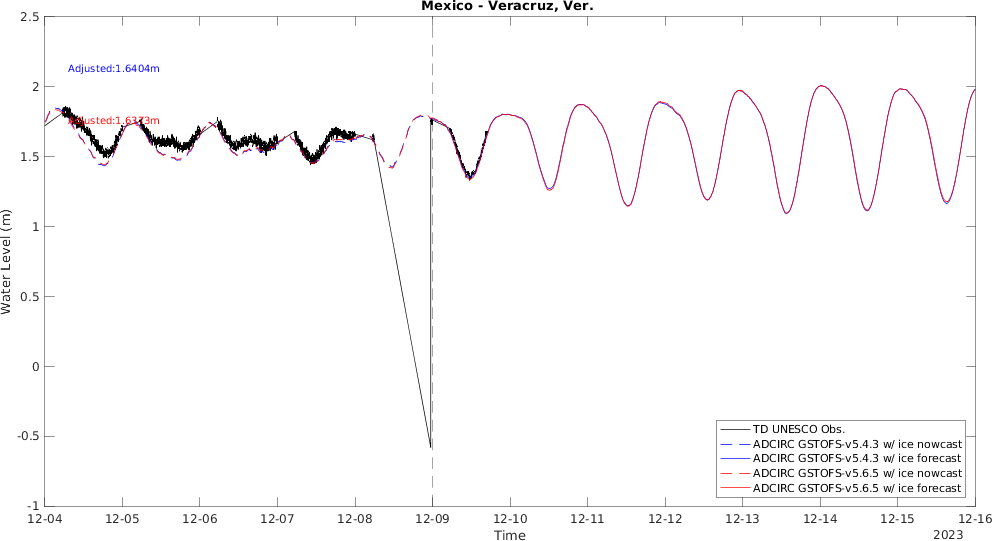 Mexico - Veracruz, Ver.
2.5
2
1.5
1
0.5
0
-0.5
-1
Water Level (m)
Adjusted:1.6404m
Adjusted:1.6373m
TD UNESCO Obs.
ADCIRC GSTOFS-v5.4.3 w/ ice nowcast
ADCIRC GSTOFS-v5.4.3 w/ ice forecast
ADCIRC GSTOFS-v5.6.5 w/ ice nowcast
ADCIRC GSTOFS-v5.6.5 w/ ice forecast
12-04 12-05 12-06 12-07 12-08 12-09 12-10 12-11 12-12 12-13 12-14 12-15 12-16
Time
2023